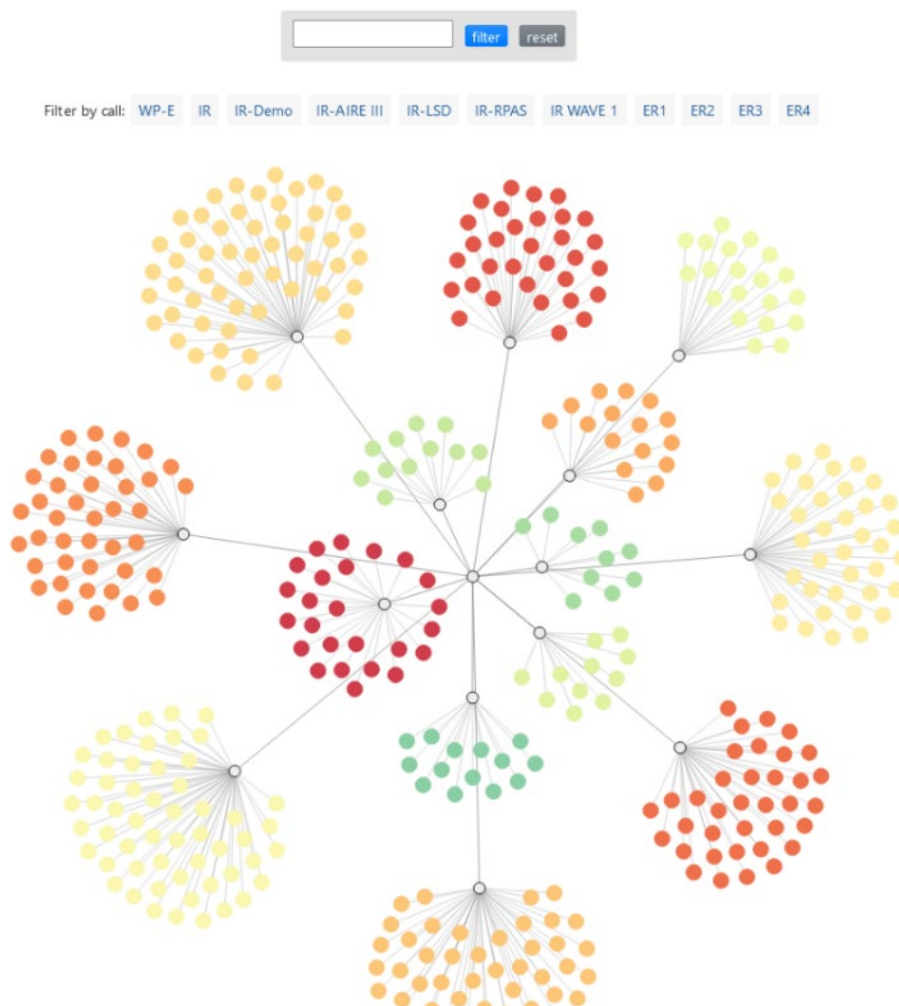 filter reset
Filter by call: WP-E IR IR-Demo IR-AIRE III IR-LSD IR-RPAS IR WAVE 1 ER1 ER2 ER3 ER4